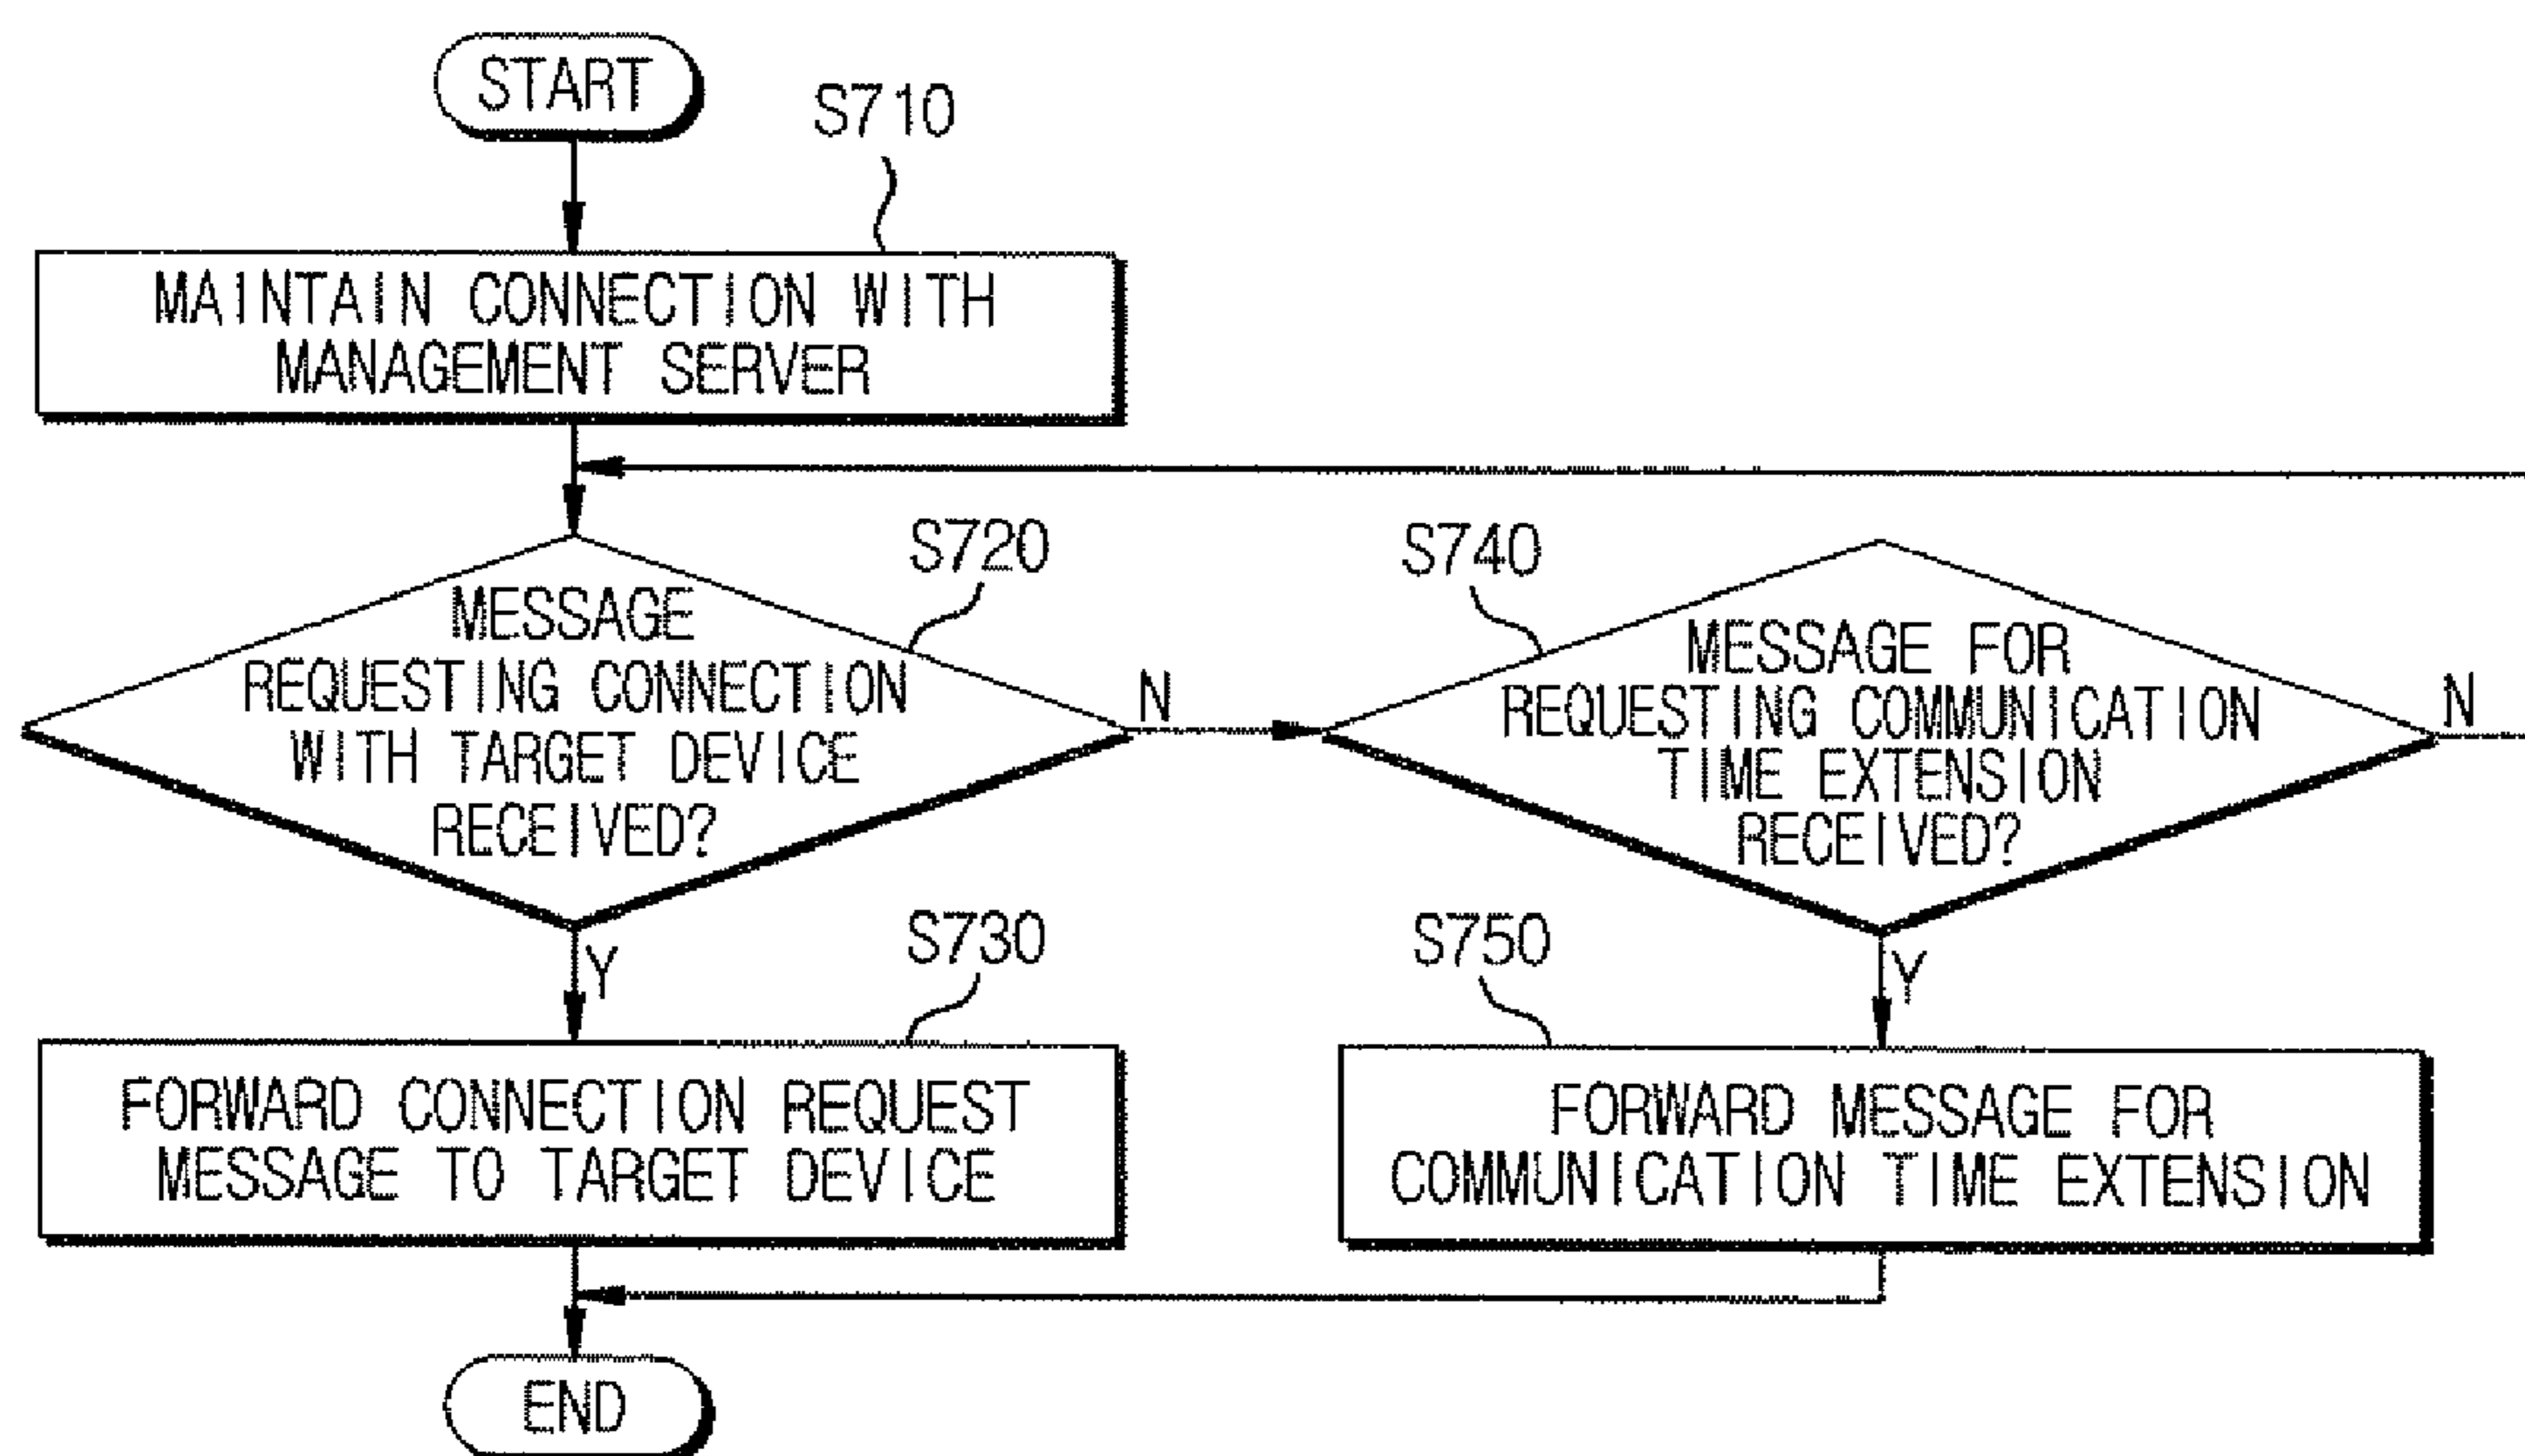 START
S710
MAINTAIN CONNECTION WITH
MANAGEMENT SERVER
S720
MESSAGE
REQUESTING CONNECTION
WITH TARGET DEVICE
RECEIVED?
N
S740
MESSAGE FOR
REQUESTING COMMUNICATION
TIME EXTENSION
RECEIVED?
N
Y
S730
FORWARD CONNECTION REQUEST
MESSAGE TO TARGET DEVICE
Y
S750
FORWARD MESSAGE FOR
COMMUNICATION TIME EXTENSION
END